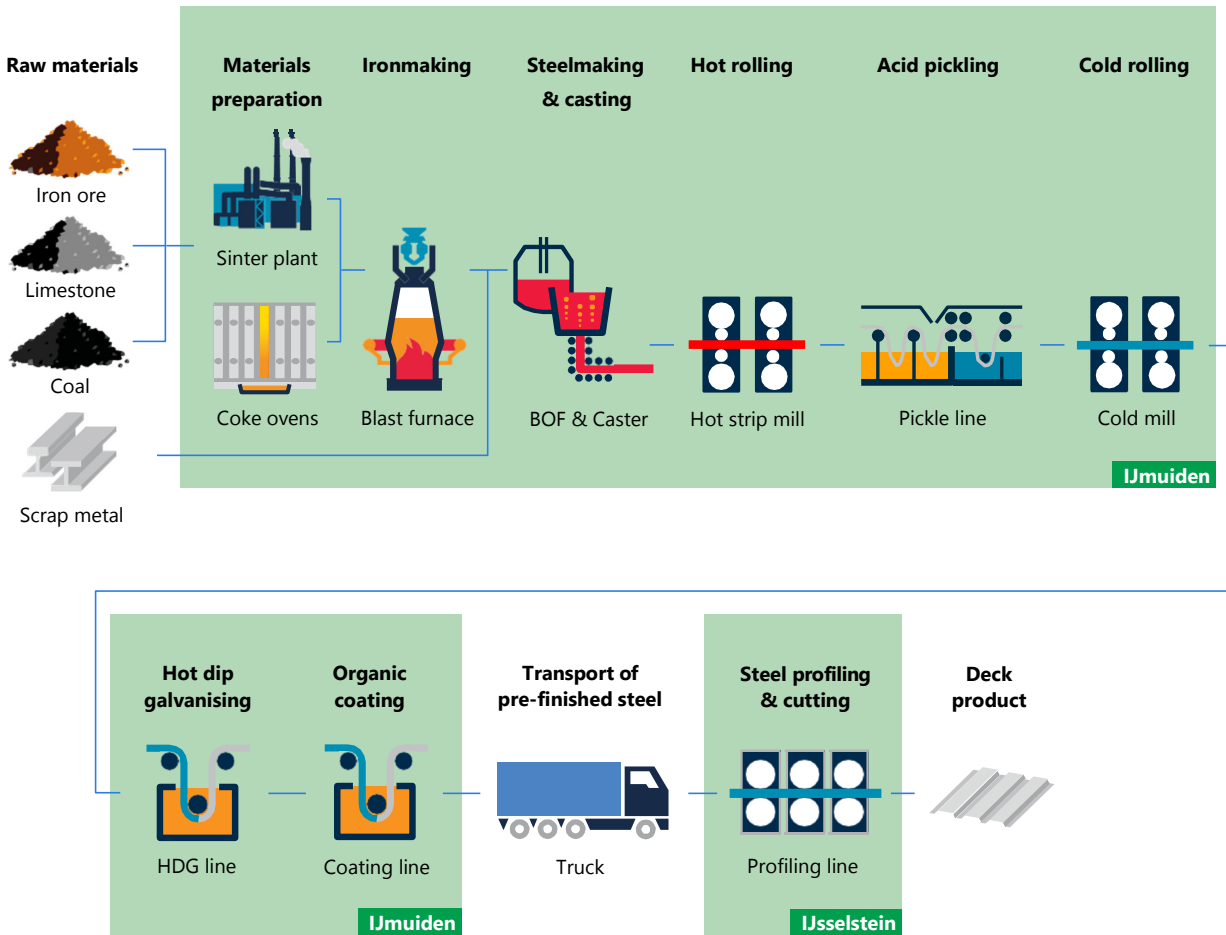 Raw materials
Materials
preparation
Ironmaking
Steelmaking
& casting
Hot rolling
Acid pickling
Cold rolling
Iron ore
Limestone
Coal
Scrap metal
Sinter plant
Coke ovens
Blast furnace
BOF & Caster
Hot strip mill
Pickle line
Cold mill
IJmuiden
Hot dip
galvanising
Organic
coating
Transport of
pre-finished steel
Steel profiling
& cutting
Deck
product
HDG line
Coating line
Truck
Profiling line
IJmuiden
IJsselstein